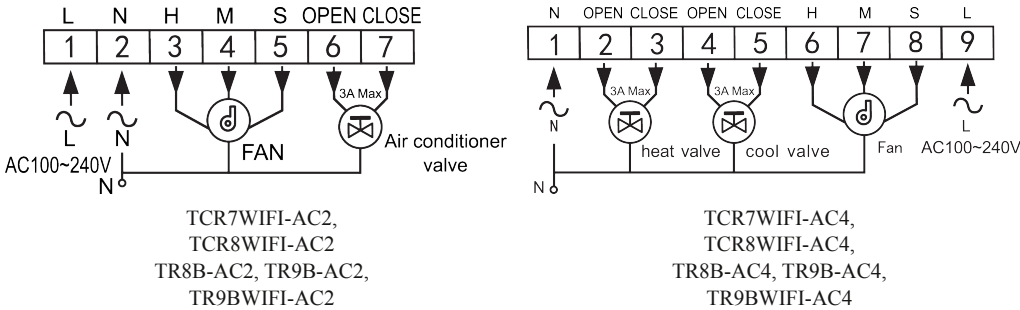 L N H M S OPEN CLOSE
1 2 3 4 5 6 7
3A Max
L N
FAN
Air conditioner
valve
AC100~240V
N
TCR7WIFI-AC2,
TCR8WIFI-AC2
TR8B-AC2, TR9B-AC2,
TR9BWIFI-AC2
N OPEN CLOSE OPEN CLOSE H M S L
1 2 3 4 5 6 7 8 9
3A Max 3A Max
N L
heat valve cool valve Fan AC100~240V
N
TCR7WIFI-AC4,
TCR8WIFI-AC4,
TR8B-AC4, TR9B-AC4,
TR9BWIFI-AC4